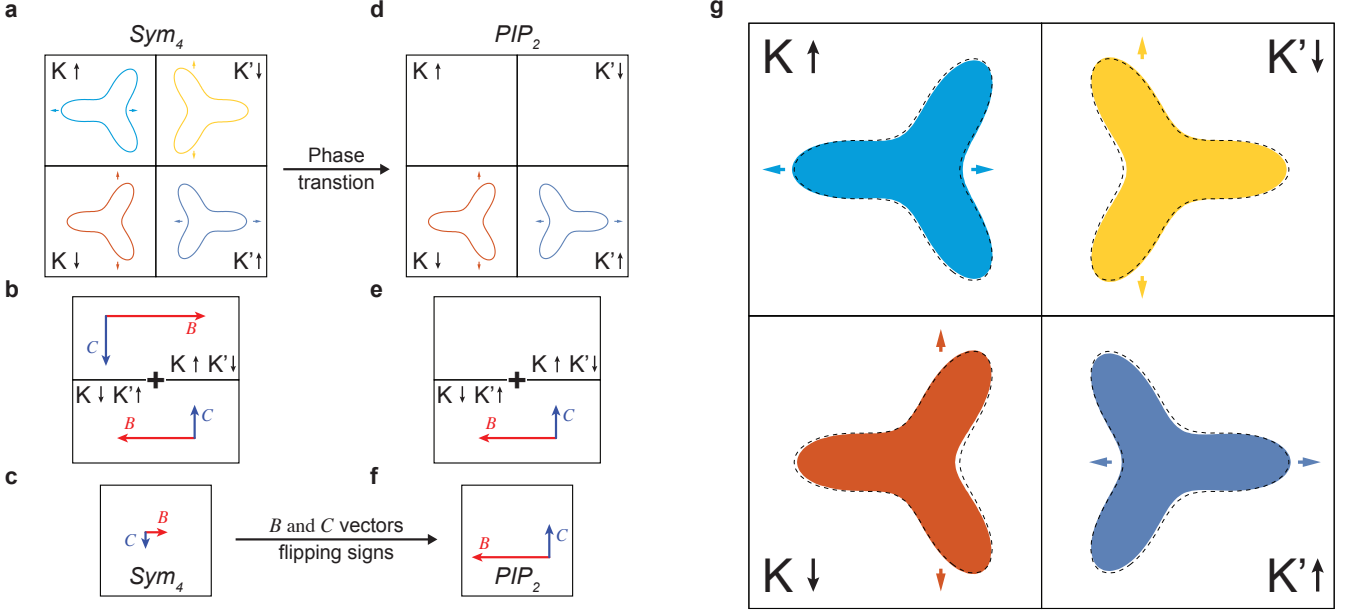 a
Sym4
K ↑
K'↓
K ↓
K'↑
Phase
transtion
d
PIP2
K ↑
K'↓
K ↓
K'↑
b
B
C
K ↑ K'↓
K ↓ K'↑
B
C
e
K ↑ K'↓
K ↓ K'↑
B
C
c
B
C
Sym4
B and C vectors
flipping signs
f
B
C
PIP2
g
K ↑
K'↓
K ↓
K'↑